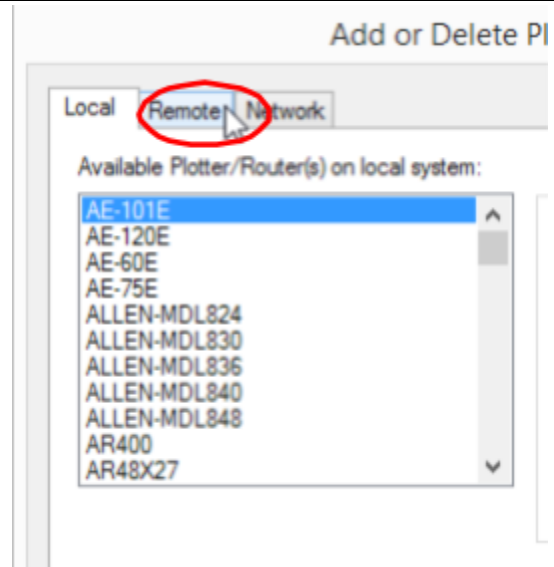 Add or Delete Pl
Local Remote Network
Available Plotter/Router(s) on local system:
AE-101E
AE-120E
AE-60E
AE-75E
ALLEN-MDL824
ALLEN-MDL830
ALLEN-MDL836
ALLEN-MDL840
ALLEN-MDL848
AR400
AR48X27